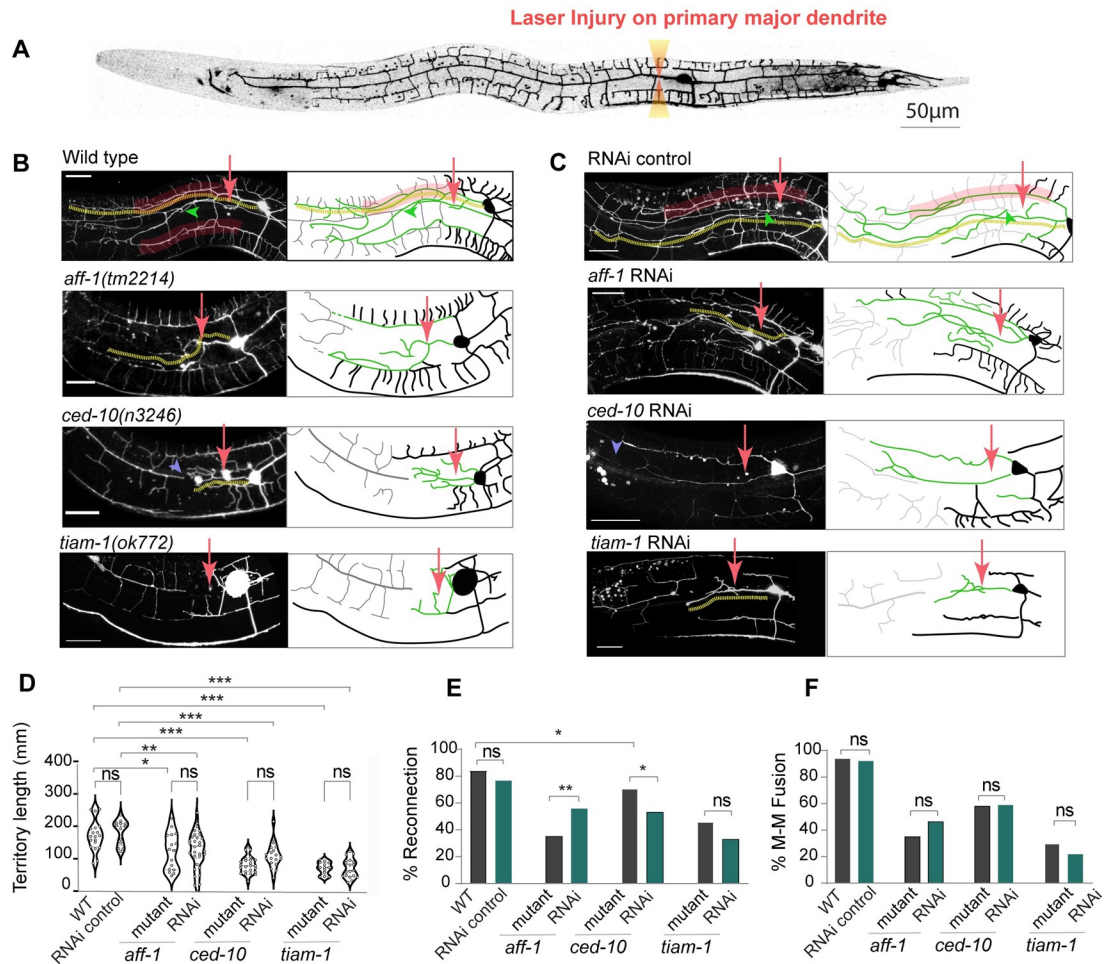 Laser Injury on primary major dendrite
A
50µm
B
Wild type
aff-1(tm2214)
ced-10(n3246)
tiam-1(ok772)
C
RNAi control
aff-1 RNAi
ced-10 RNAi
tiam-1 RNAi
D
***
***
***
***
**
*
ns
ns
ns
ns
Territory length (mm)
400
300
200
100
0
WT
RNAi control
mutant
RNAi
mutant
RNAi
mutant
RNAi
aff-1
ced-10
tiam-1
E
*
ns
**
*
ns
% Reconnection
100
80
60
40
20
0
WT
RNAi control
mutant
RNAi
mutant
RNAi
mutant
RNAi
aff-1
ced-10
tiam-1
F
ns
ns
ns
ns
% M-M Fusion
100
80
60
40
20
0
WT
RNAi control
mutant
RNAi
mutant
RNAi
mutant
RNAi
aff-1
ced-10
tiam-1